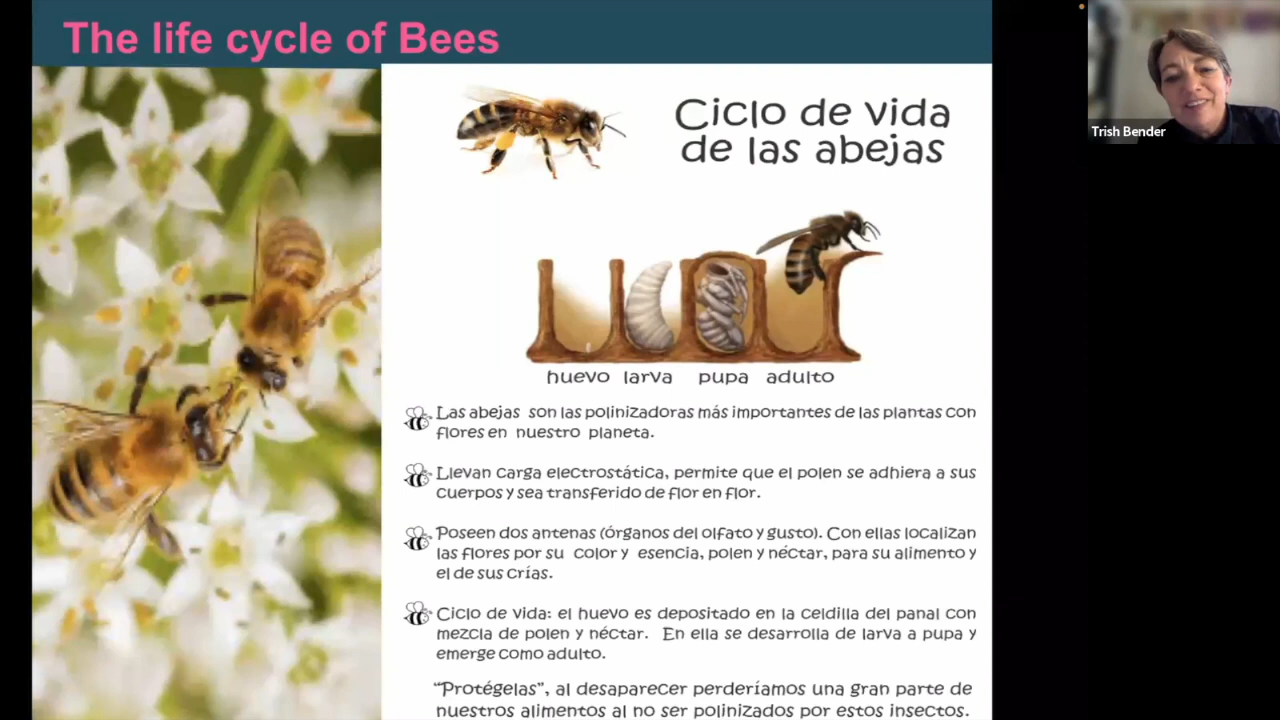 The life cycle of Bees
Trish Bender
Ciclo de vida
de las abejas
huevo larva pupa adulto
Las abejas son las polinizadoras más importantes de las plantas con
flores en nuestro planeta.
Llevan carga electrostática, permite que el polen se adhiera a sus
cuerpos y sea transferido de flor en flor.
Poseen dos antenas (órganos del olfato y gusto). Con ellas localizan
las flores por su color y esencia, polen y néctar, para su alimento y
el de sus crías.
Ciclo de vida: el huevo es depositado en la celdilla del panal con
mezcla de polen y néctar. En ella se desarrolla de larva a pupa y
emerge como adulto.
"Protégelas", al desaparecer perderíamos una gran parte de
nuestros alimentos al no ser polinizados por estos insectos.